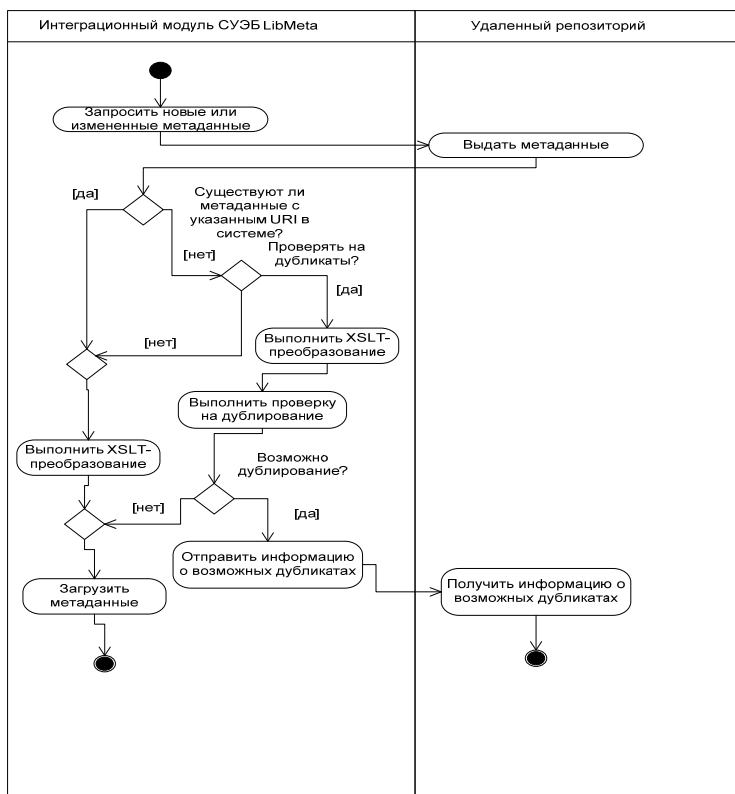 Интеграционный модуль СУЭБ LibMeta
Удаленный репозиторий
Запросить новые или
измененные метаданные
Выдать метаданные
[да]
Существуют ли
метаданные с
указанным URI в
системе?
[нет]
Проверять на
дубликаты?
[да]
[нет]
Выполнить XSLT-
преобразование
Выполнить проверку
на дублирование
Выполнить XSLT-
преобразование
Возможно
дублирование?
[нет]
[да]
Отправить информацию
о возможных дубликатах
Загрузить
метаданные
Получить информацию о
возможных дубликатах